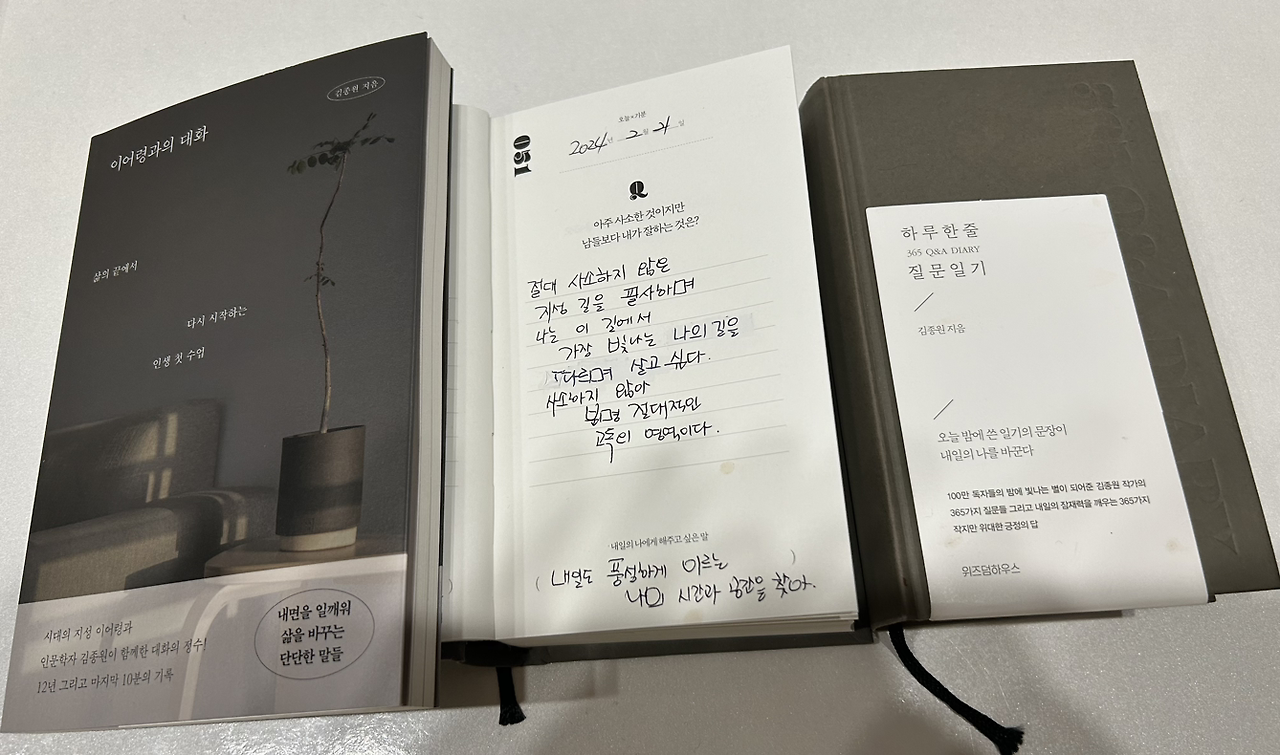 김종원 지음
이어령과의 대화
삶의 끝에서
다시 시작하는
인생 첫 수업
내면을 일깨워
삶을 바꾸는
단단한 말들
시대의 지성 이어령과
인문학자 김종원이 함께한 대화의 정수!
12년 그리고 마지막 10분의 기록
051
오늘×기분
2024년 2월 21일
Q
아주 사소한 것이지만
남들보다 내가 잘하는 것은?
절대 사소하지 않은
지성 길을 필사하며
나는 이 길에서
가장 빛나는 나의 길을
따르며 살고 싶다.
사소하지 않아
분명 절대적인
고독의 영역이다.
내일의 나에게 해주고 싶은 말
( 내일도 풍성하게 이르는 )
나의 시간과 공간을 찾아.
하루 한 줄
365 Q&A DIARY
질문 일기
김종원 지음
오늘 밤에 쓴 일기의 문장이
내일의 나를 바꾼다
100만 독자들의 밤에 빛나는 별이 되어준 김종원 작가의
365가지 질문들 그리고 내일의 잠재력을 깨우는 365가지
작지만 위대한 긍정의 답
위즈덤하우스